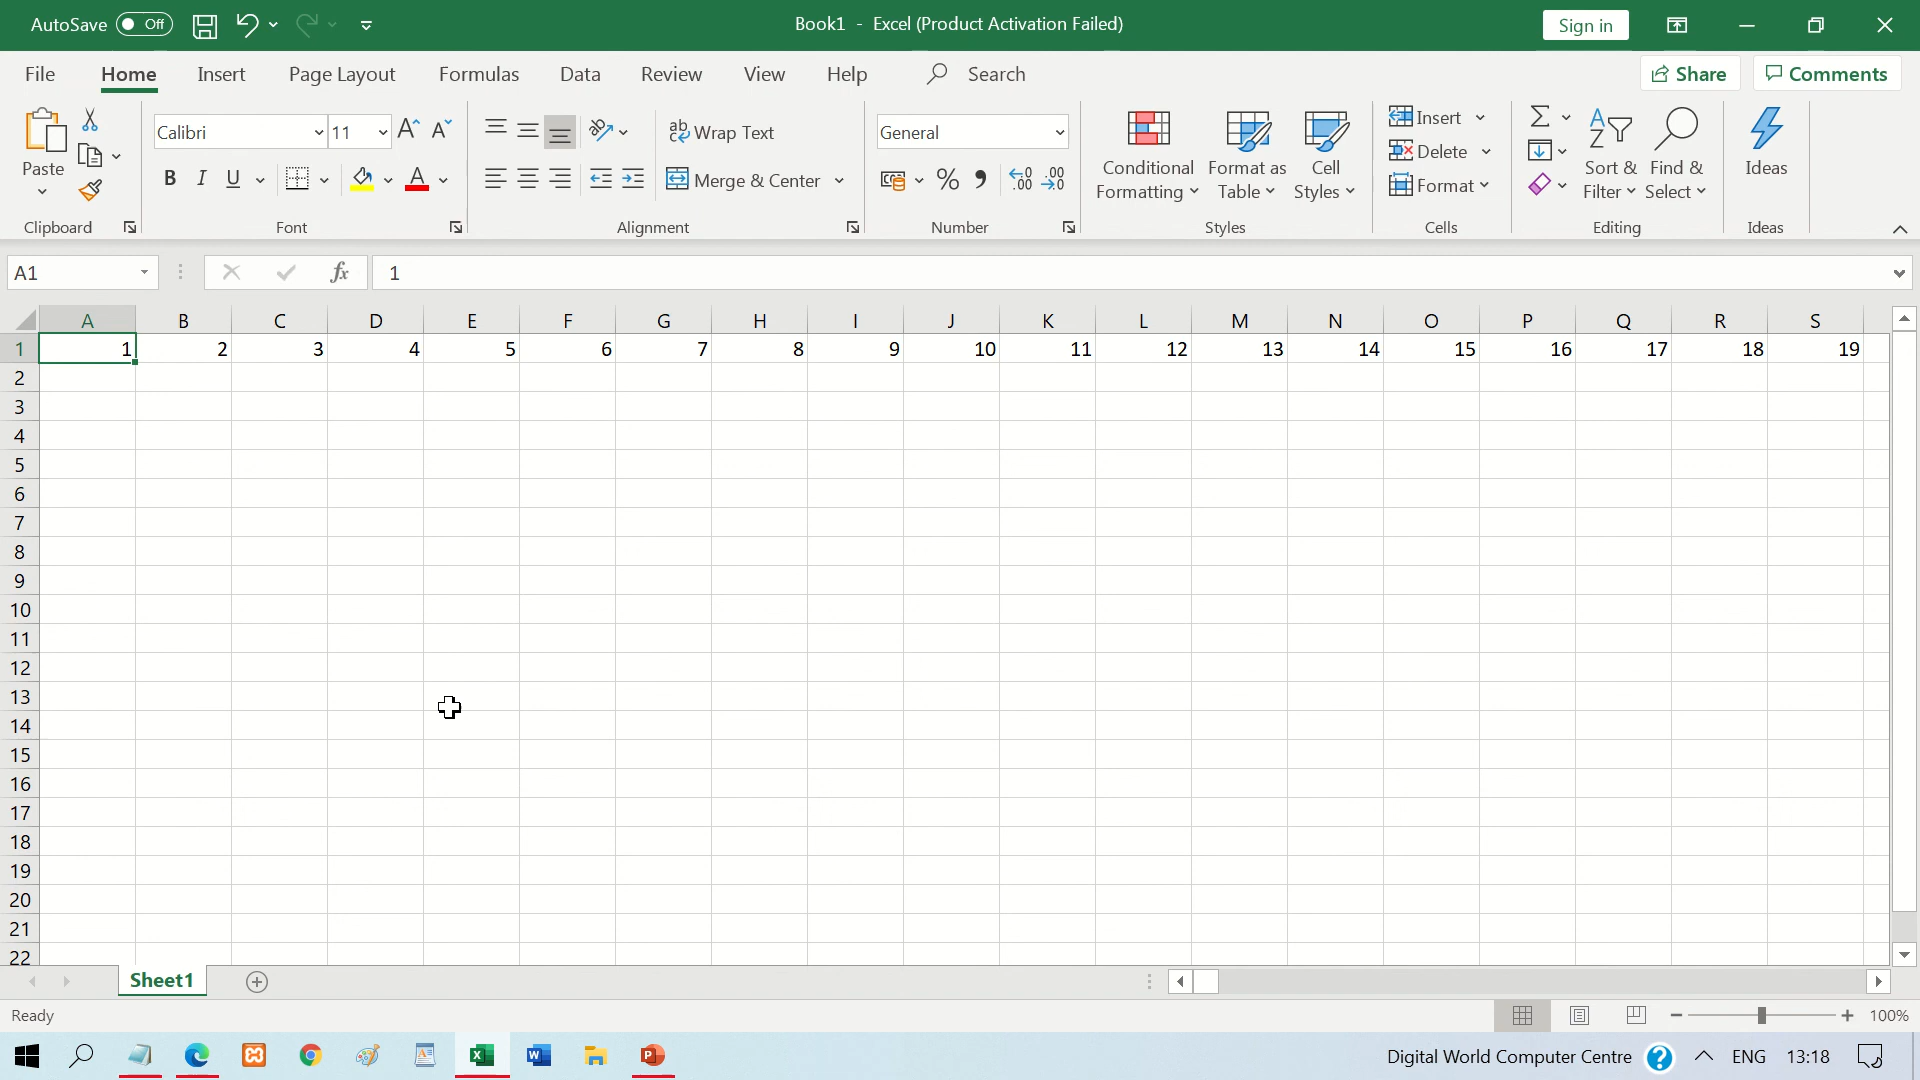 AutoSave Off Book1 - Excel (Product Activation Failed) Sign in
File Home Insert Page Layout Formulas Data Review View Help Search Share Comments
Paste
Clipboard
Calibri 11
B I U
Font
ab Wrap Text
Merge & Center
Alignment
General
Number
Conditional Formatting
Format as Table
Cell Styles
Styles
Insert
Delete
Format
Cells
Sort & Filter
Find & Select
Editing
Ideas
Ideas
A1 fx 1
A B C D E F G H I J K L M N O P Q R S
1 1 2 3 4 5 6 7 8 9 10 11 12 13 14 15 16 17 18 19
2
3
4
5
6
7
8
9
10
11
12
13
14
15
16
17
18
19
20
21
22
Sheet1
Ready 100%
Digital World Computer Centre ENG 13:18